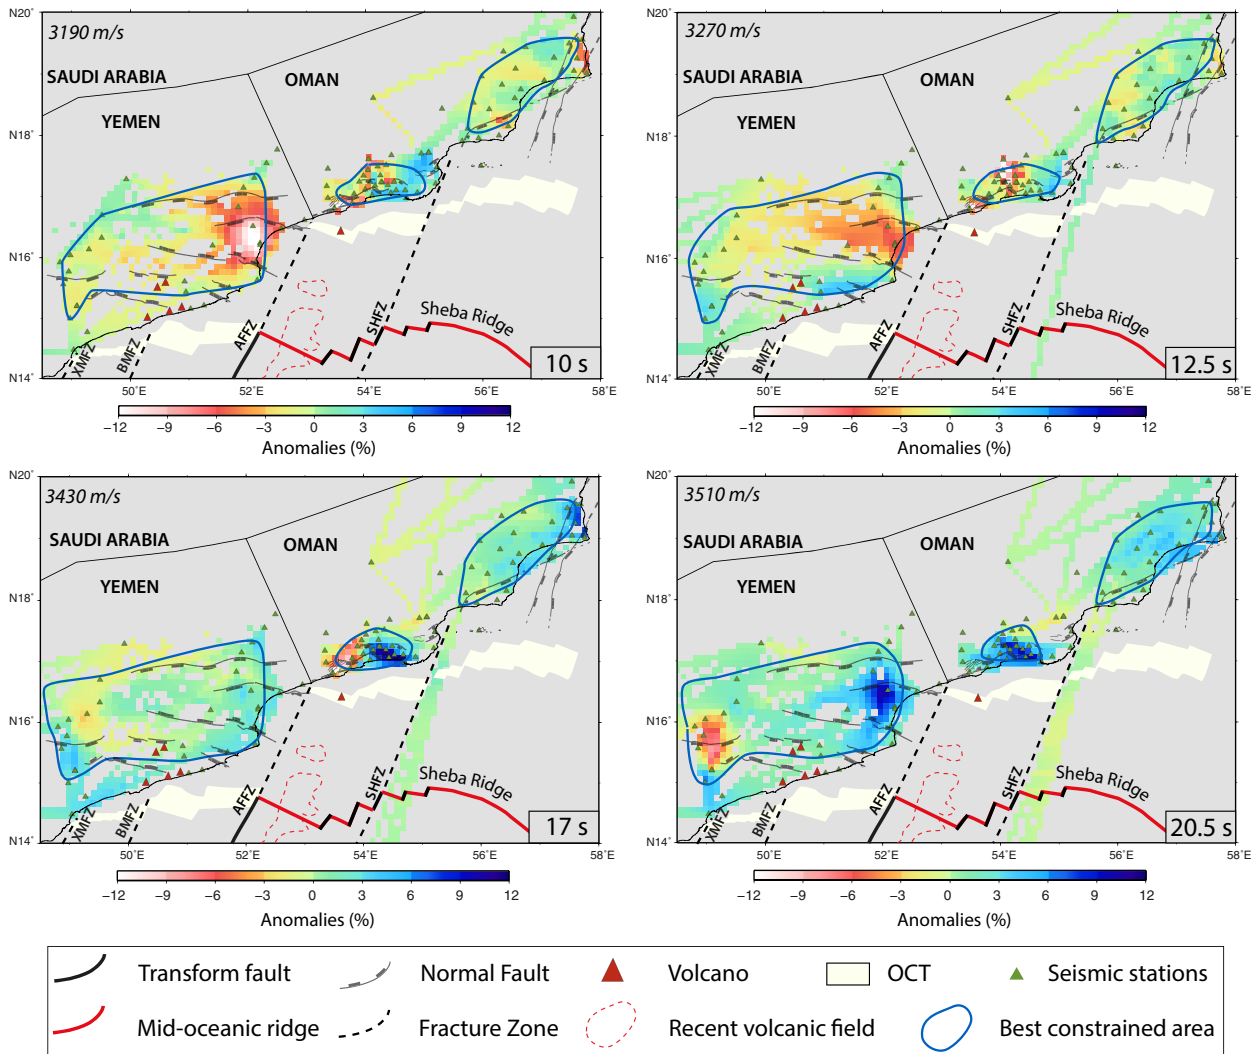 N20°
3190 m/s
SAUDI ARABIA
OMAN
YEMEN
N18°
N16°
N14°
XMFZ
BMFZ
AFFZ
SHFZ
Sheba Ridge
10 s
50°E
52°E
54°E
56°E
58°E
−12 −9 −6 −3 0 3 6 9 12
Anomalies (%)
N20°
3270 m/s
SAUDI ARABIA
OMAN
YEMEN
N18°
N16°
N14°
XMFZ
BMFZ
AFFZ
SHFZ
Sheba Ridge
12.5 s
50°E
52°E
54°E
56°E
58°E
−12 −9 −6 −3 0 3 6 9 12
Anomalies (%)
N20°
3430 m/s
SAUDI ARABIA
OMAN
YEMEN
N18°
N16°
N14°
XMFZ
BMFZ
AFFZ
SHFZ
Sheba Ridge
17 s
50°E
52°E
54°E
56°E
58°E
−12 −9 −6 −3 0 3 6 9 12
Anomalies (%)
N20°
3510 m/s
SAUDI ARABIA
OMAN
YEMEN
N18°
N16°
N14°
XMFZ
BMFZ
AFFZ
SHFZ
Sheba Ridge
20.5 s
50°E
52°E
54°E
56°E
58°E
−12 −9 −6 −3 0 3 6 9 12
Anomalies (%)
Transform fault
Normal Fault
Volcano
OCT
Seismic stations
Mid-oceanic ridge
Fracture Zone
Recent volcanic field
Best constrained area